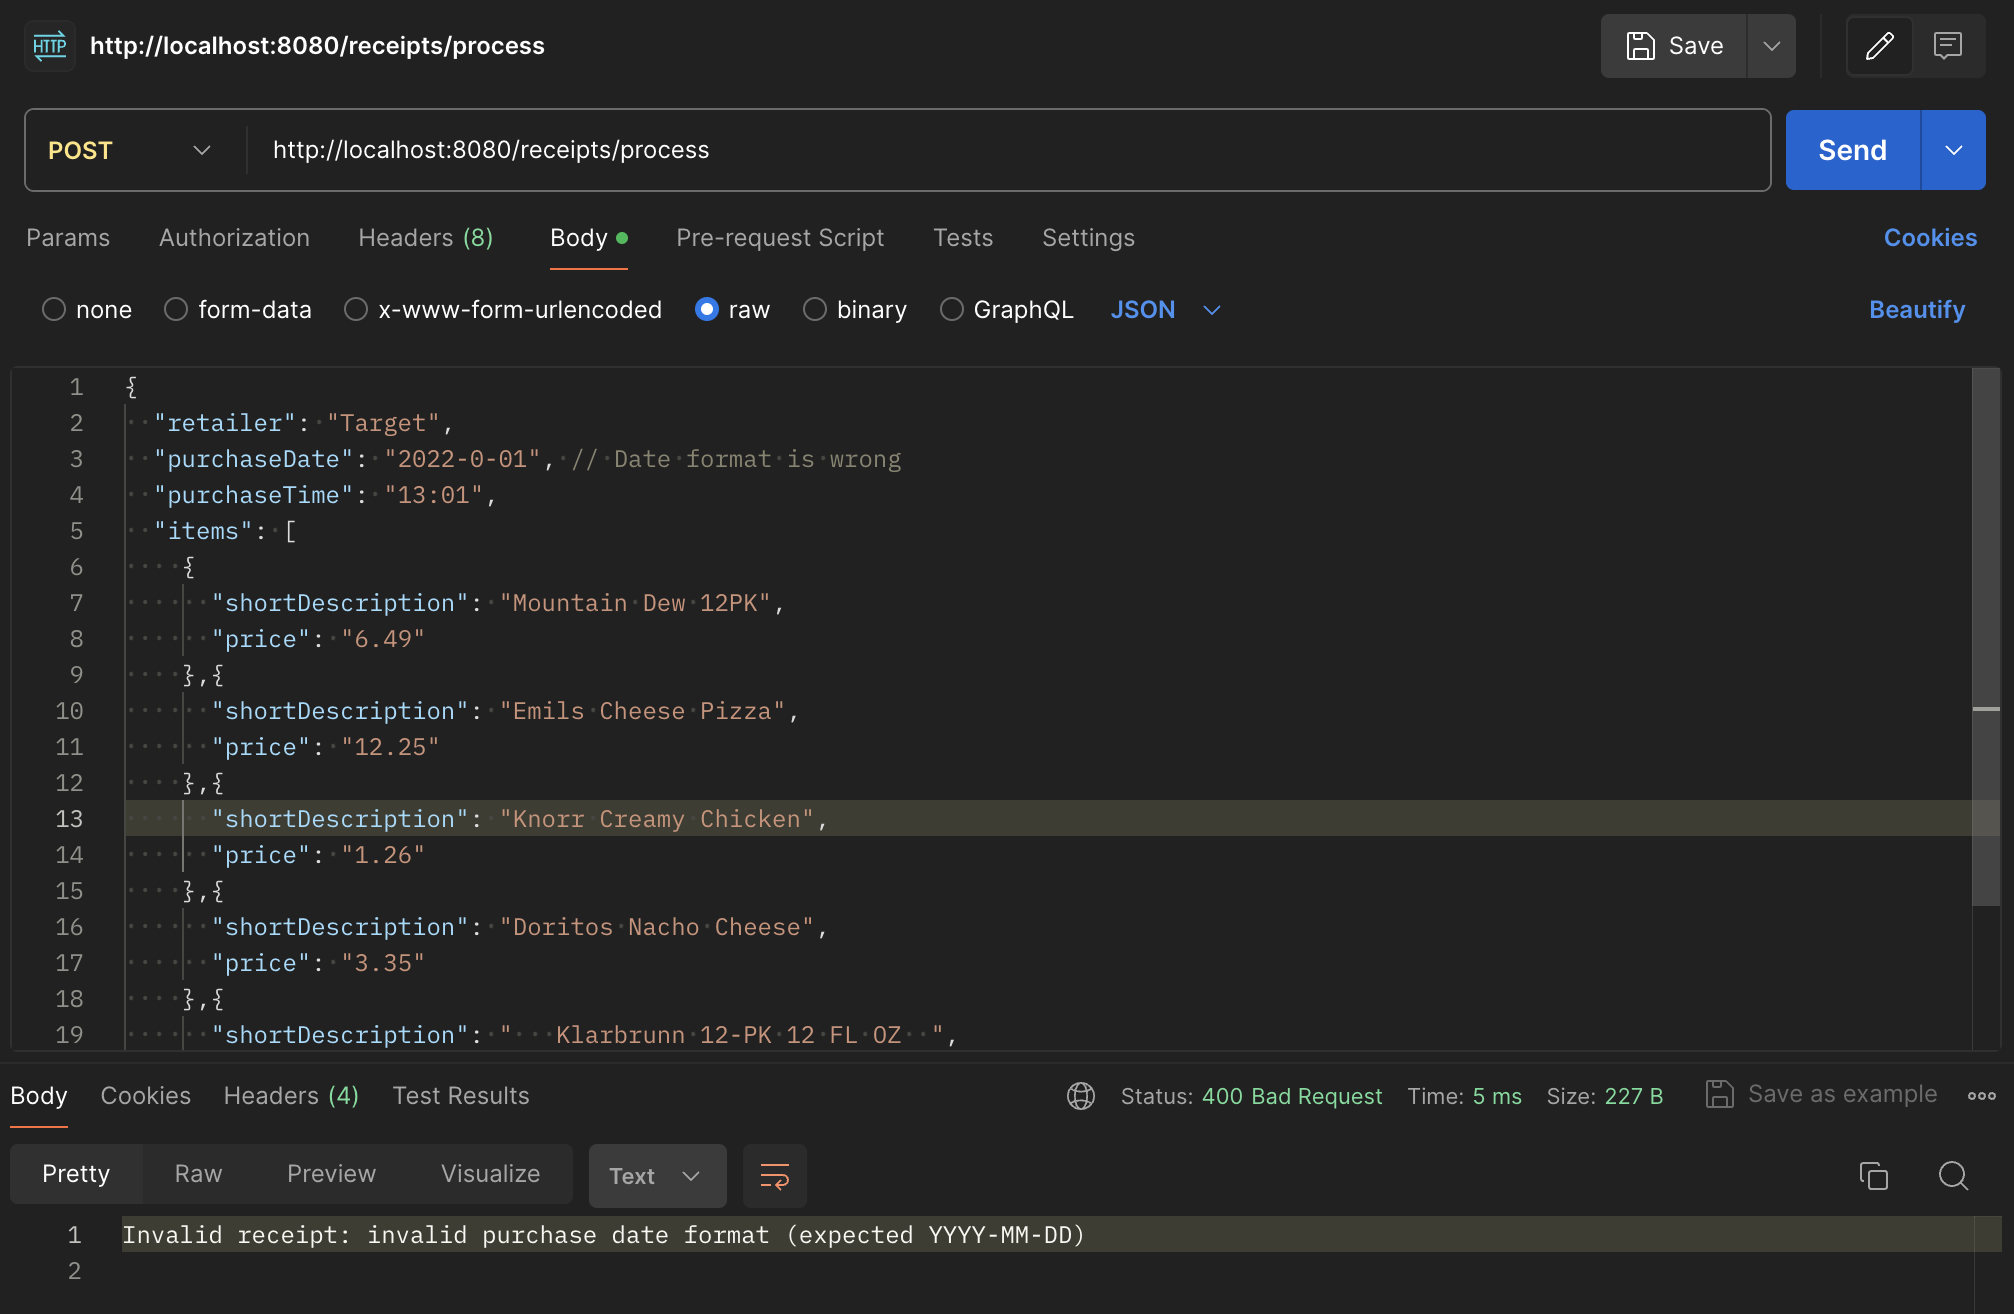 HTTP http://localhost:8080/receipts/process Save
POST http://localhost:8080/receipts/process Send
Params Authorization Headers (8) Body Pre-request Script Tests Settings Cookies
none form-data x-www-form-urlencoded raw binary GraphQL JSON Beautify
1 {
2 "retailer": "Target",
3 "purchaseDate": "2022-0-01", // Date format is wrong
4 "purchaseTime": "13:01",
5 "items": [
6 {
7 "shortDescription": "Mountain Dew 12PK",
8 "price": "6.49"
9 },{
10 "shortDescription": "Emils Cheese Pizza",
11 "price": "12.25"
12 },{
13 "shortDescription": "Knorr Creamy Chicken",
14 "price": "1.26"
15 },{
16 "shortDescription": "Doritos Nacho Cheese",
17 "price": "3.35"
18 },{
19 "shortDescription": "   Klarbrunn 12-PK 12 FL OZ  ",
Body Cookies Headers (4) Test Results Status: 400 Bad Request Time: 5 ms Size: 227 B Save as example
Pretty Raw Preview Visualize Text
1 Invalid receipt: invalid purchase date format (expected YYYY-MM-DD)
2